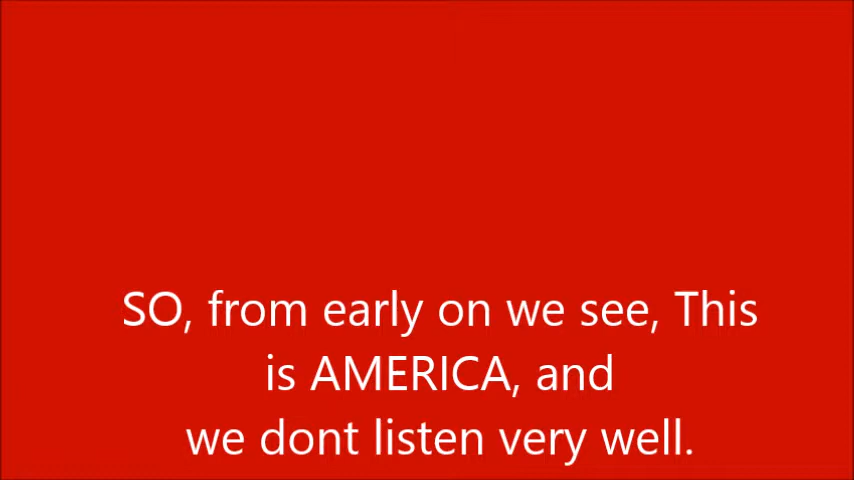 SO, from early on we see, This
is AMERICA, and
we dont listen very well.